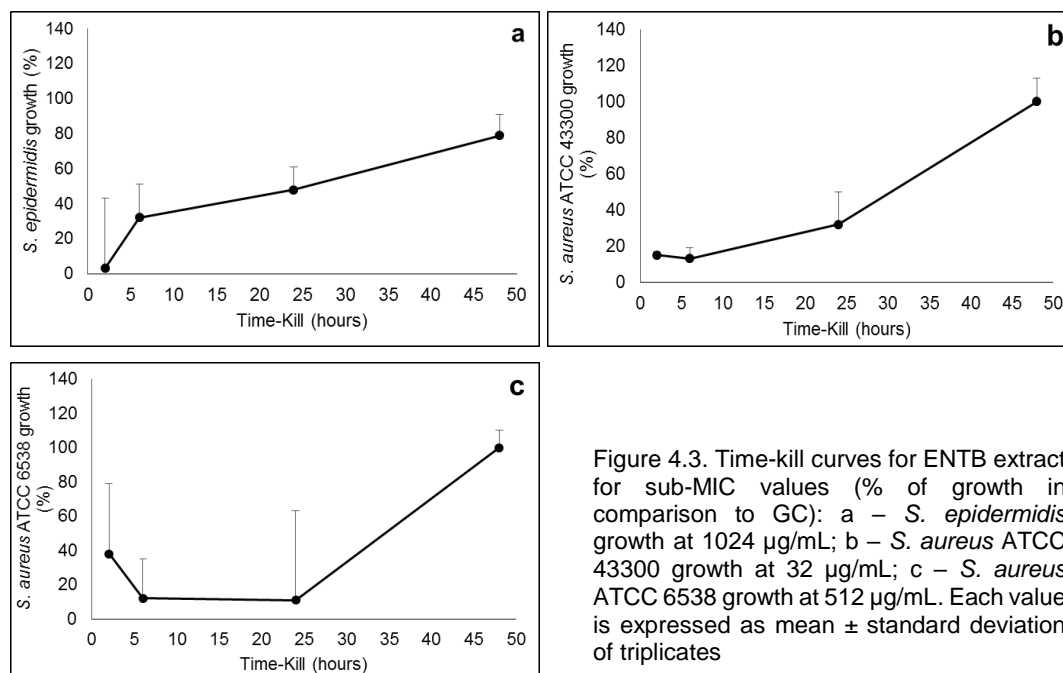 a
S. epidermidis growth (%)
140
120
100
80
60
40
20
0
0 5 10 15 20 25 30 35 40 45 50
Time-Kill (hours)
b
S. aureus ATCC 43300 growth
(%)
140
120
100
80
60
40
20
0
0 5 10 15 20 25 30 35 40 45 50
Time-Kill (hours)
c
S. aureus ATCC 6538 growth
(%)
140
120
100
80
60
40
20
0
0 5 10 15 20 25 30 35 40 45 50
Time-Kill (hours)
Figure 4.3. Time-kill curves for ENTB extract
for sub-MIC values (% of growth in
comparison to GC): a – S. epidermidis
growth at 1024 µg/mL; b – S. aureus ATCC
43300 growth at 32 µg/mL; c – S. aureus
ATCC 6538 growth at 512 µg/mL. Each value
is expressed as mean ± standard deviation
of triplicates